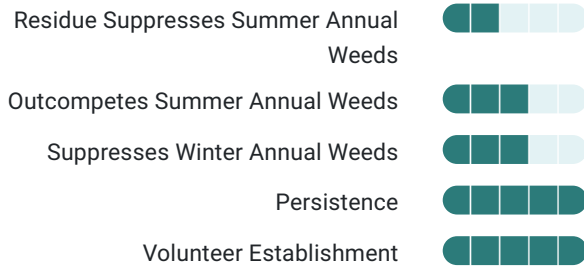 Residue Suppresses Summer Annual
Weeds
Outcompetes Summer Annual Weeds
Suppresses Winter Annual Weeds
Persistence
Volunteer Establishment